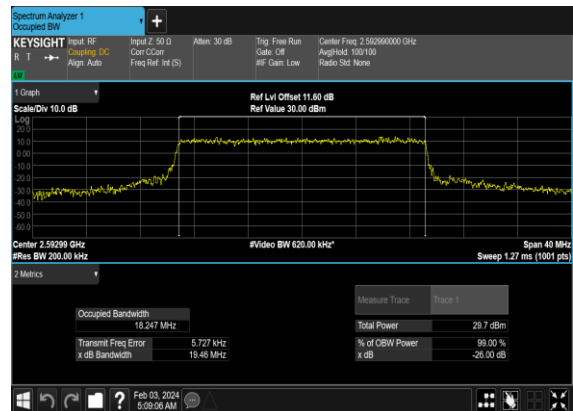 Spectrum Analyzer 1
Occupied BW
+
KEYSIGHT Input: RF Input Z: 50 Ω Atten: 30 dB Trig: Free Run Center Freq: 2.592990000 GHz
R T Coupling: DC Corr CCorr Gate: Off Avg|Hold: 100/100
Align: Auto Freq Ref: Int (S) #IF Gain: Low Radio Std: None
LW
1 Graph
Ref Lvl Offset 11.60 dB
Scale/Div 10.0 dB Ref Value 30.00 dBm
Log
20.0
10.0
0.00
-10.0
-20.0
-30.0
-40.0
-50.0
-60.0
Center 2.59299 GHz #Video BW 620.00 kHz* Span 40 MHz
#Res BW 200.00 kHz Sweep 1.27 ms (1001 pts)
2 Metrics
Measure Trace Trace 1
Occupied Bandwidth
18.247 MHz Total Power 29.7 dBm
Transmit Freq Error 5.727 kHz % of OBW Power 99.00 %
x dB Bandwidth 19.46 MHz x dB -26.00 dB
?
Feb 03, 2024
5:09:06 AM